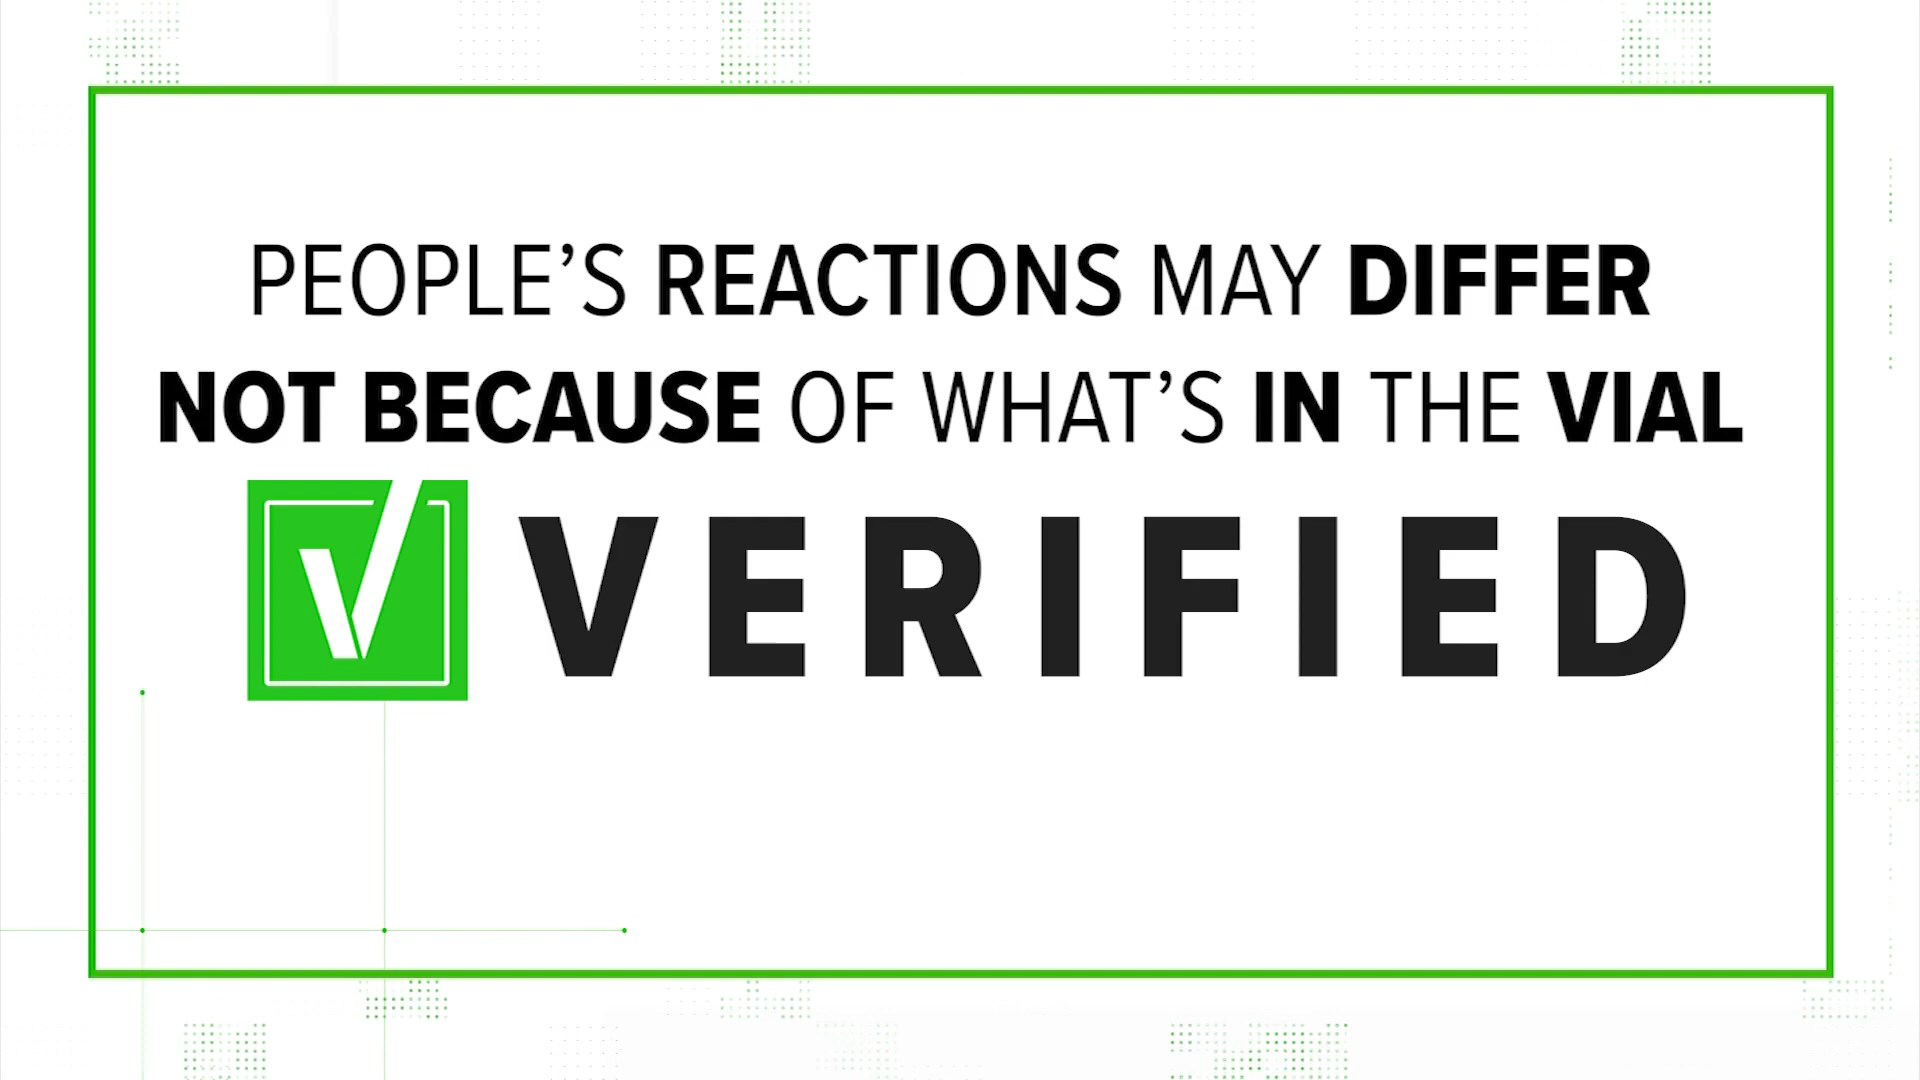 PEOPLE’S REACTIONS MAY DIFFER
NOT BECAUSE OF WHAT’S IN THE VIAL
VERIFIED